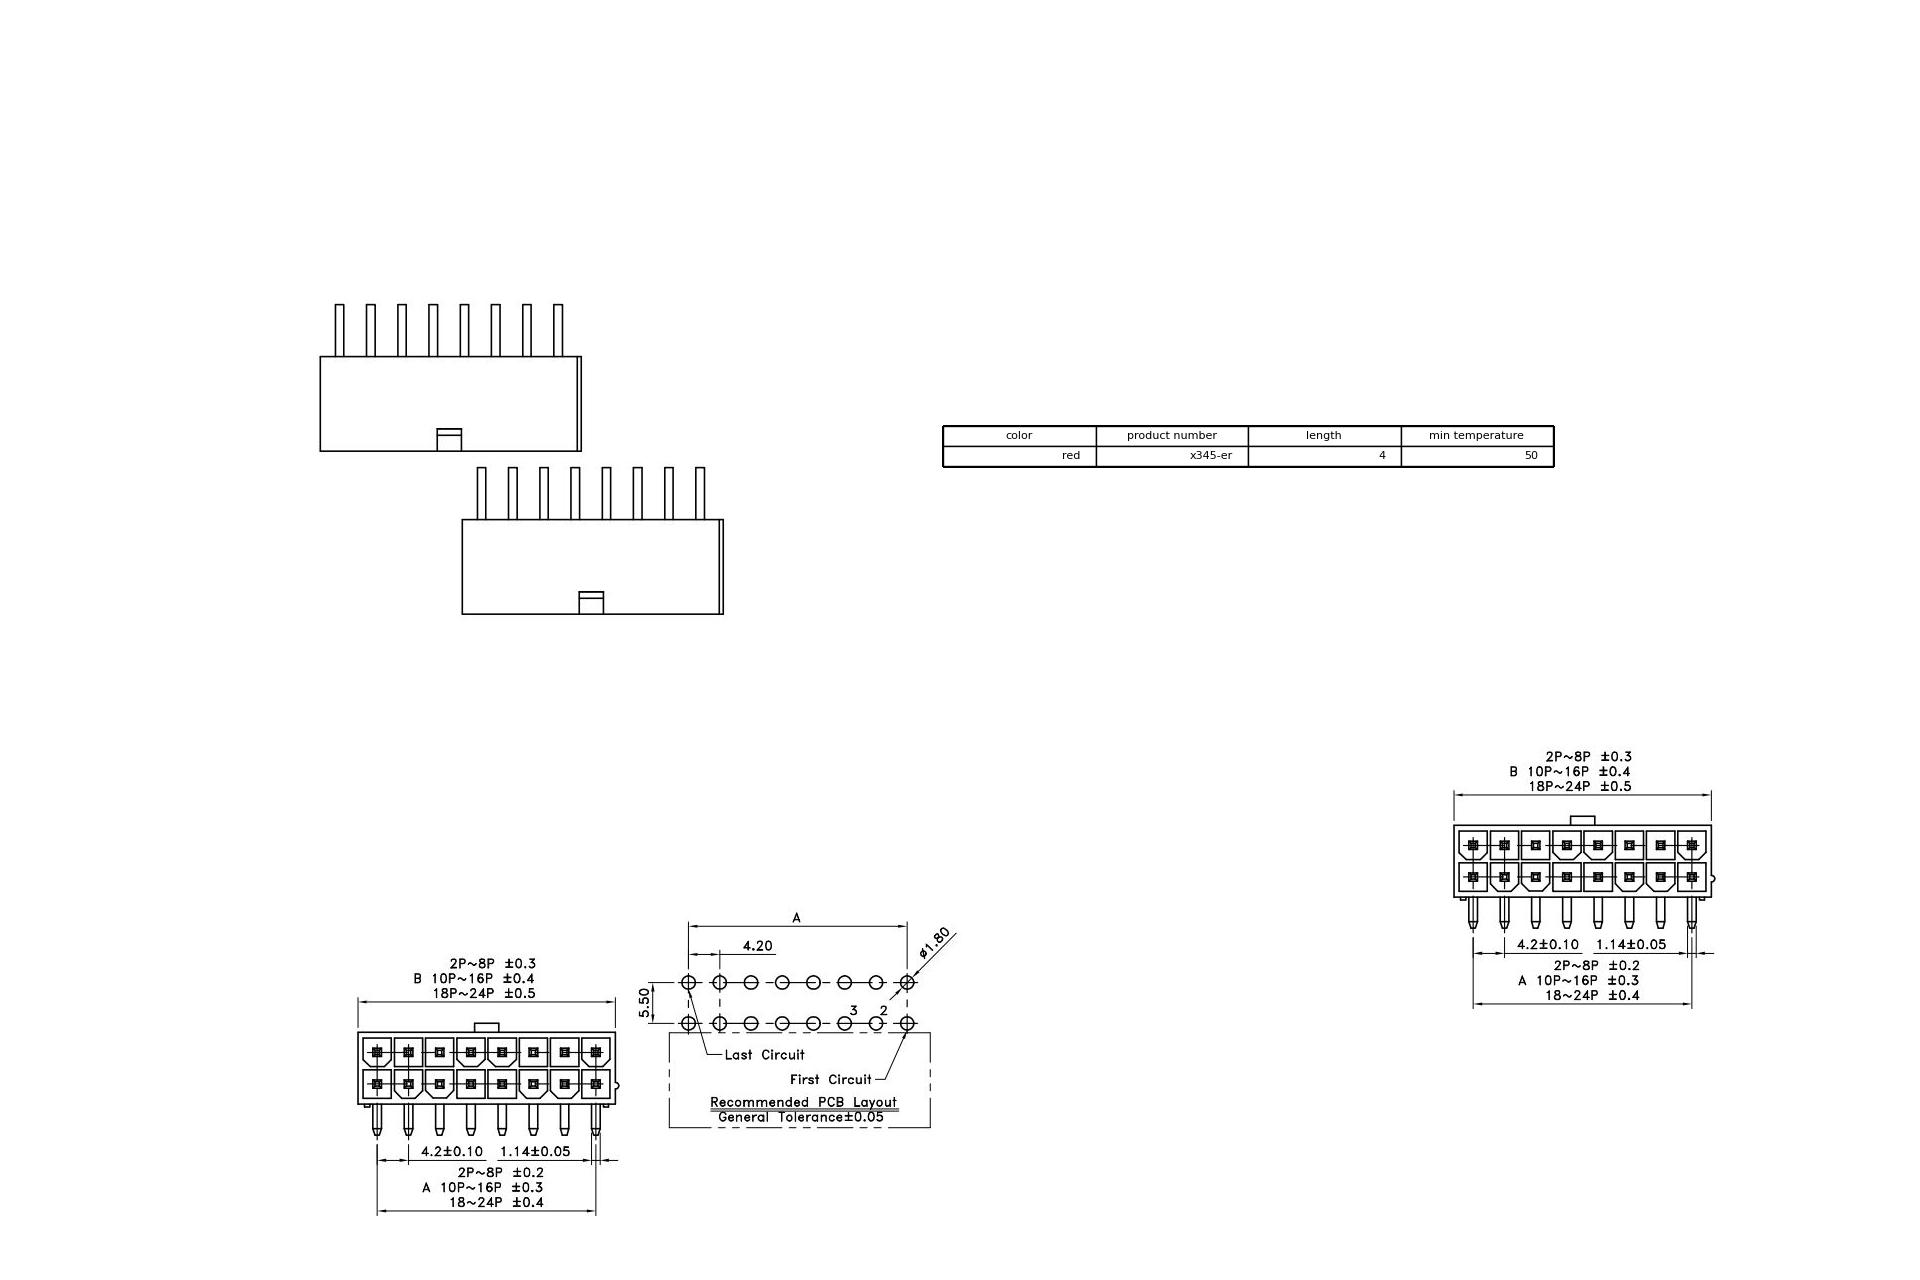 color product number length min temperature
red x345-er 4 50
2P~8P ±0.3
B 10P~16P ±0.4
18P~24P ±0.5
4.2±0.10 1.14±0.05
2P~8P ±0.2
A 10P~16P ±0.3
18~24P ±0.4
A
4.20
ø1.80
5.50
3 2
Last Circuit
First Circuit
Recommended PCB Layout
General Tolerance±0.05
2P~8P ±0.3
B 10P~16P ±0.4
18P~24P ±0.5
4.2±0.10 1.14±0.05
2P~8P ±0.2
A 10P~16P ±0.3
18~24P ±0.4